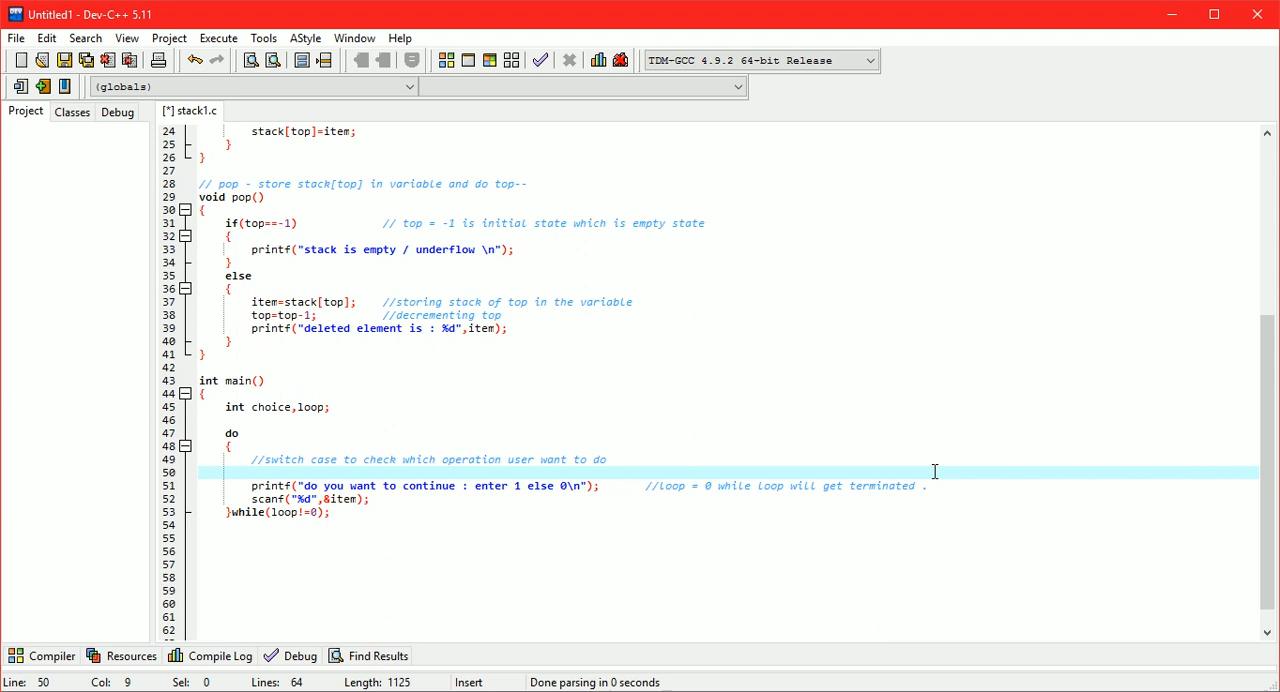 Untitled1 - Dev-C++ 5.11
File Edit Search View Project Execute Tools AStyle Window Help
TDM-GCC 4.9.2 64-bit Release
(globals)
Project Classes Debug [*] stack1.c
24 stack[top]=item;
25 }
26 }
27
28 // pop - store stack[top] in variable and do top--
29 void pop()
30 {
31 if(top==-1) // top = -1 is initial state which is empty state
32 {
33 printf("stack is empty / underflow \n");
34 }
35 else
36 {
37 item=stack[top]; //storing stack of top in the variable
38 top=top-1; //decrementing top
39 printf("deleted element is : %d",item);
40 }
41 }
42
43 int main()
44 {
45 int choice,loop;
46
47 do
48 {
49 //switch case to check which operation user want to do
50
51 printf("do you want to continue : enter 1 else 0\n"); //loop = 0 while loop will get terminated .
52 scanf("%d",&item);
53 }while(loop!=0);
54
55
56
57
58
59
60
61
62
Compiler Resources Compile Log Debug Find Results
Line: 50 Col: 9 Sel: 0 Lines: 64 Length: 1125 Insert Done parsing in 0 seconds